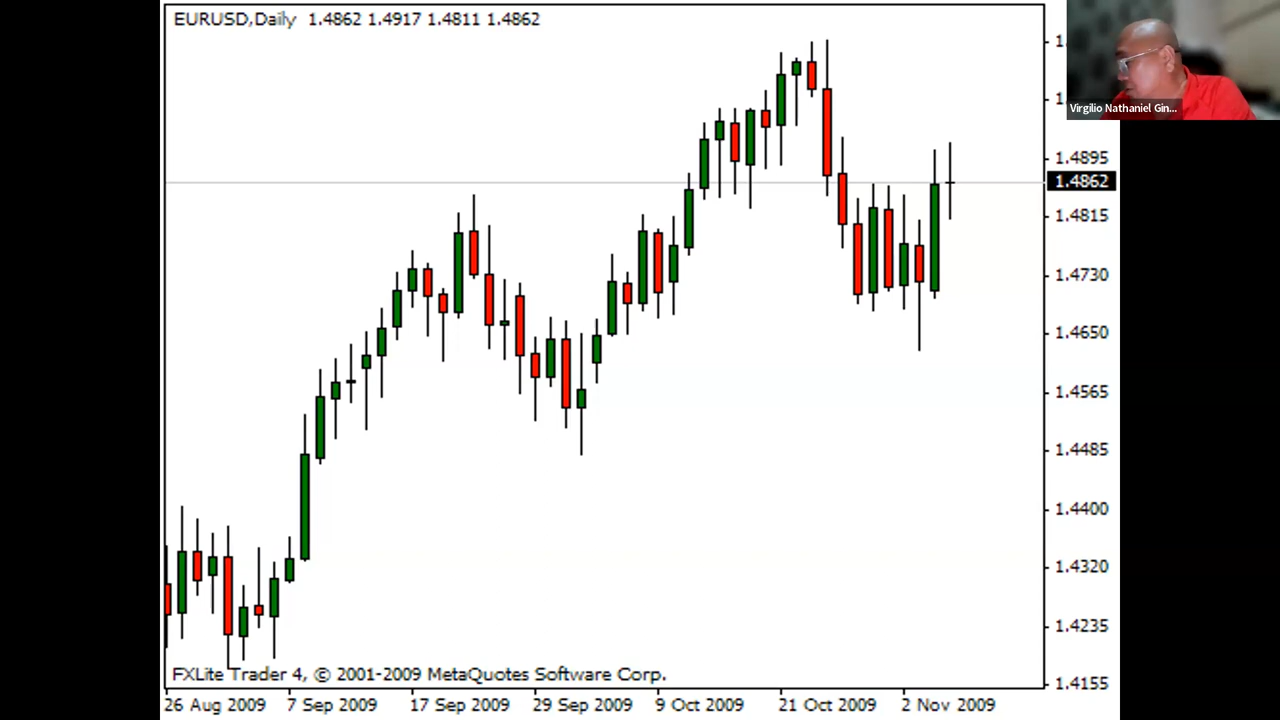 EURUSD,Daily 1.4862 1.4917 1.4811 1.4862
Virgilio Nathaniel Gin...
1.4895
1.4862
1.4815
1.4730
1.4650
1.4565
1.4485
1.4400
1.4320
1.4235
1.4155
FXLite Trader 4, © 2001-2009 MetaQuotes Software Corp.
26 Aug 2009 7 Sep 2009 17 Sep 2009 29 Sep 2009 9 Oct 2009 21 Oct 2009 2 Nov 2009